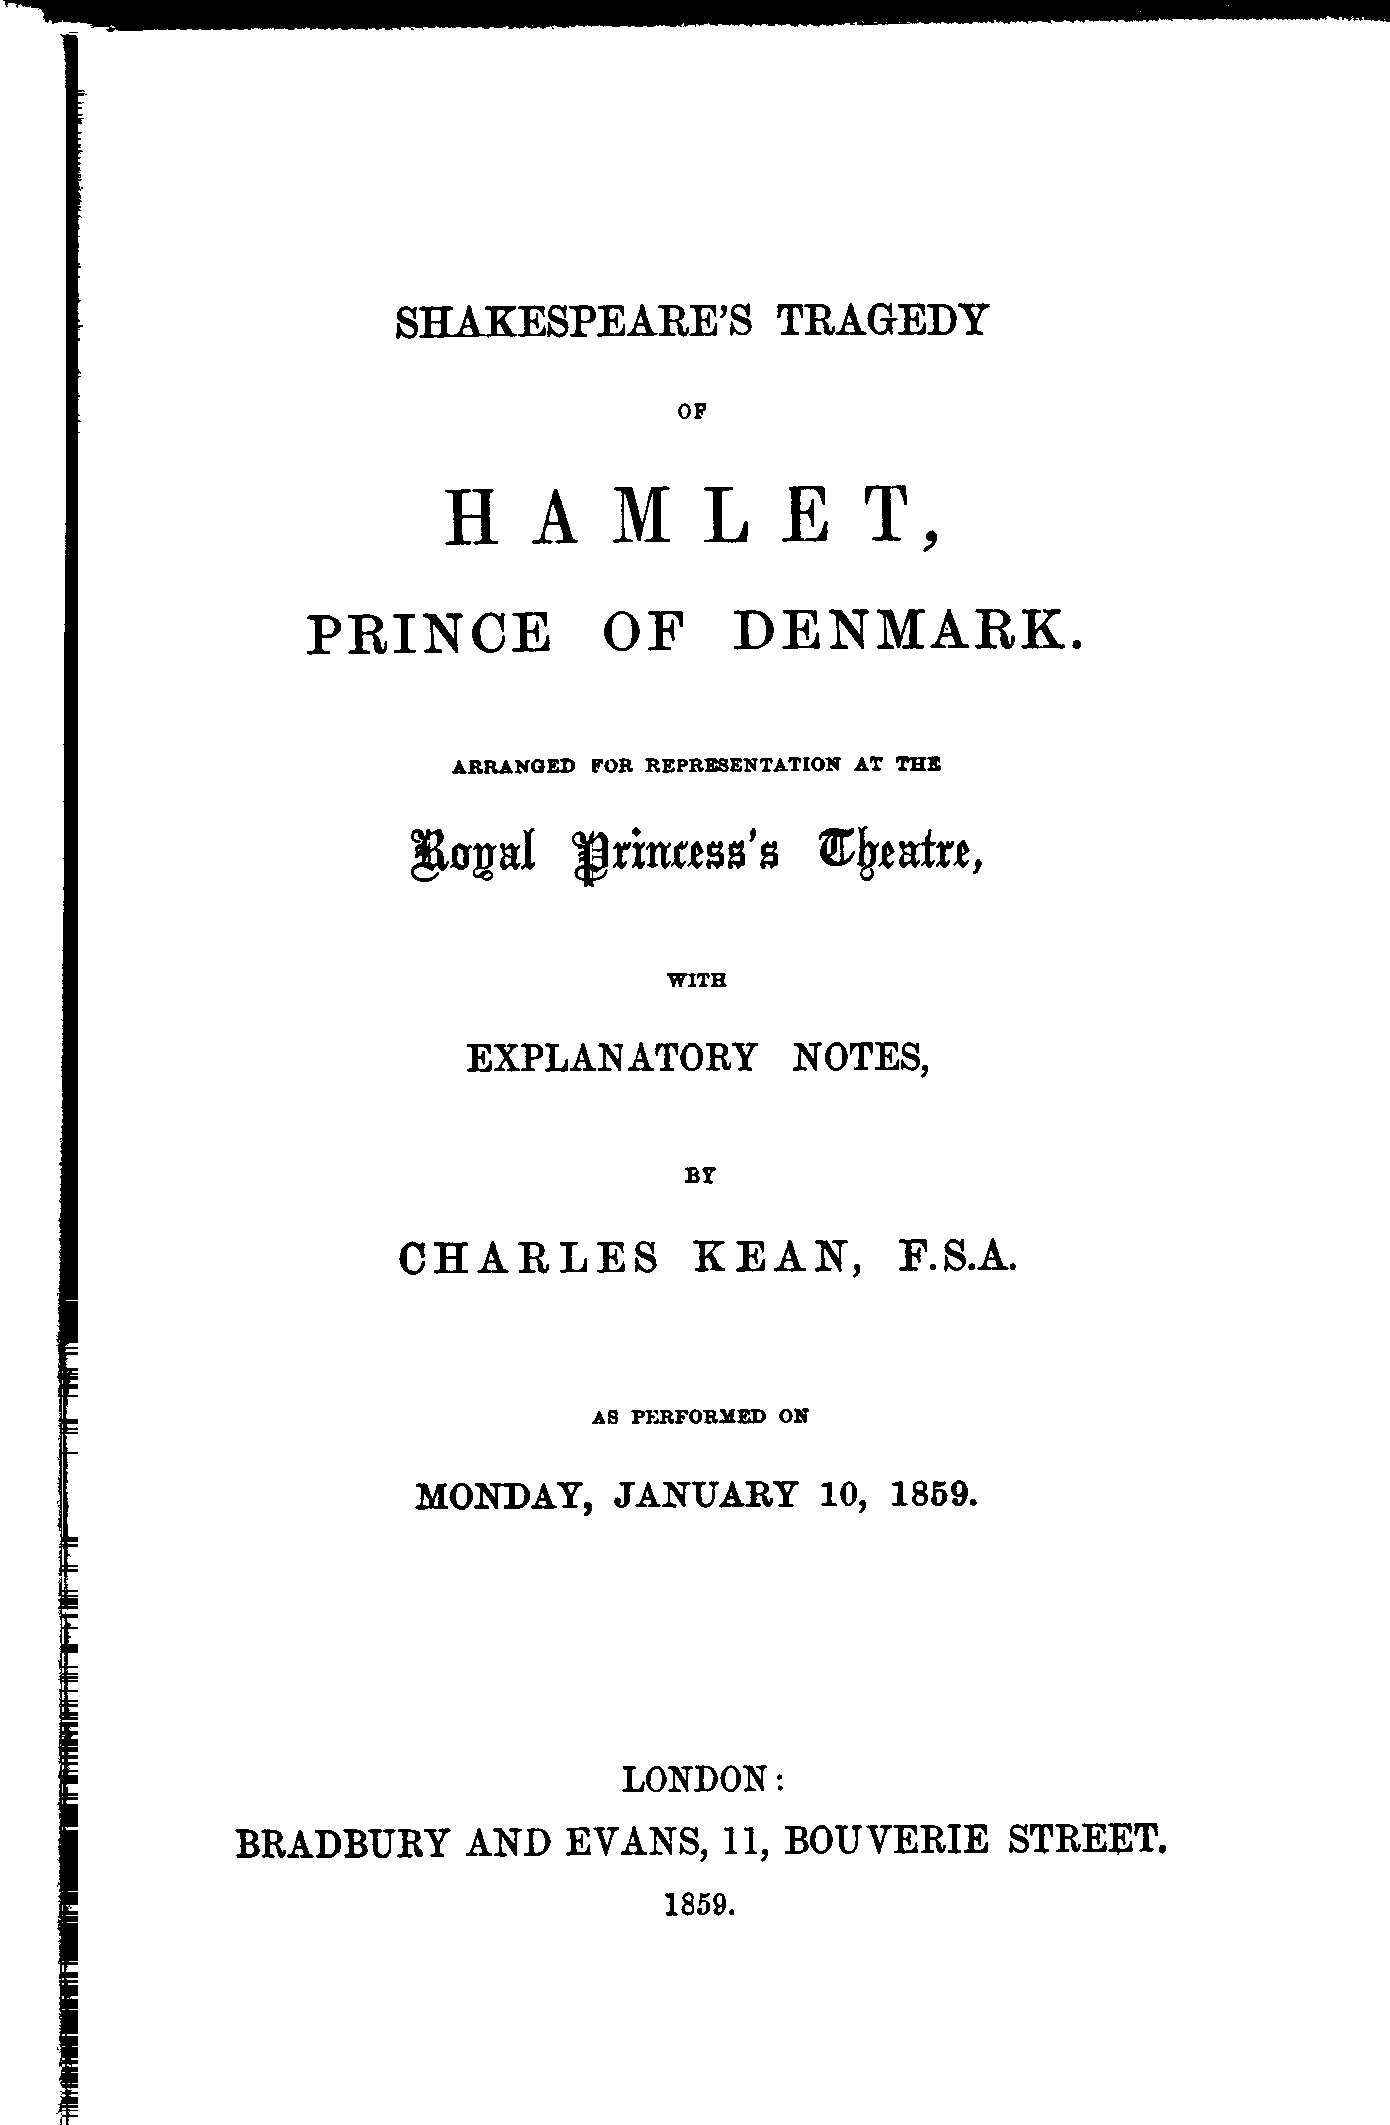 SHAKESPEARE'S TRAGEDY
OF
HAMLET,
PRINCE OF DENMARK.
ARRANGED FOR REPRESENTATION AT THE
Royal Princess's Theatre,
WITH
EXPLANATORY NOTES,
BY
CHARLES KEAN, F.S.A.
AS PERFORMED ON
MONDAY, JANUARY 10, 1859.
LONDON:
BRADBURY AND EVANS, 11, BOUVERIE STREET.
1859.